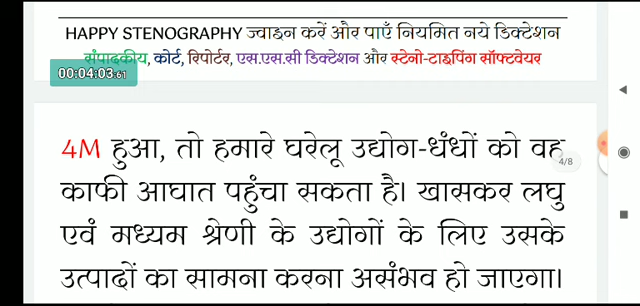 HAPPY STENOGRAPHY ज्वाइन करें और पाएँ नियमित नये डिक्टेशन
संपादकीय, कोर्ट, रिपोर्टर, एस.एस.सी डिक्टेशन और स्टेनो-टाइपिंग सॉफ्टवेयर
00:04:03:61
4M हुआ, तो हमारे घरेलू उद्योग-धंधों को वह
4/8
काफी आघात पहुंचा सकता है। खासकर लघु
एवं मध्यम श्रेणी के उद्योगों के लिए उसके
उत्पादों का सामना करना असंभव हो जाएगा।